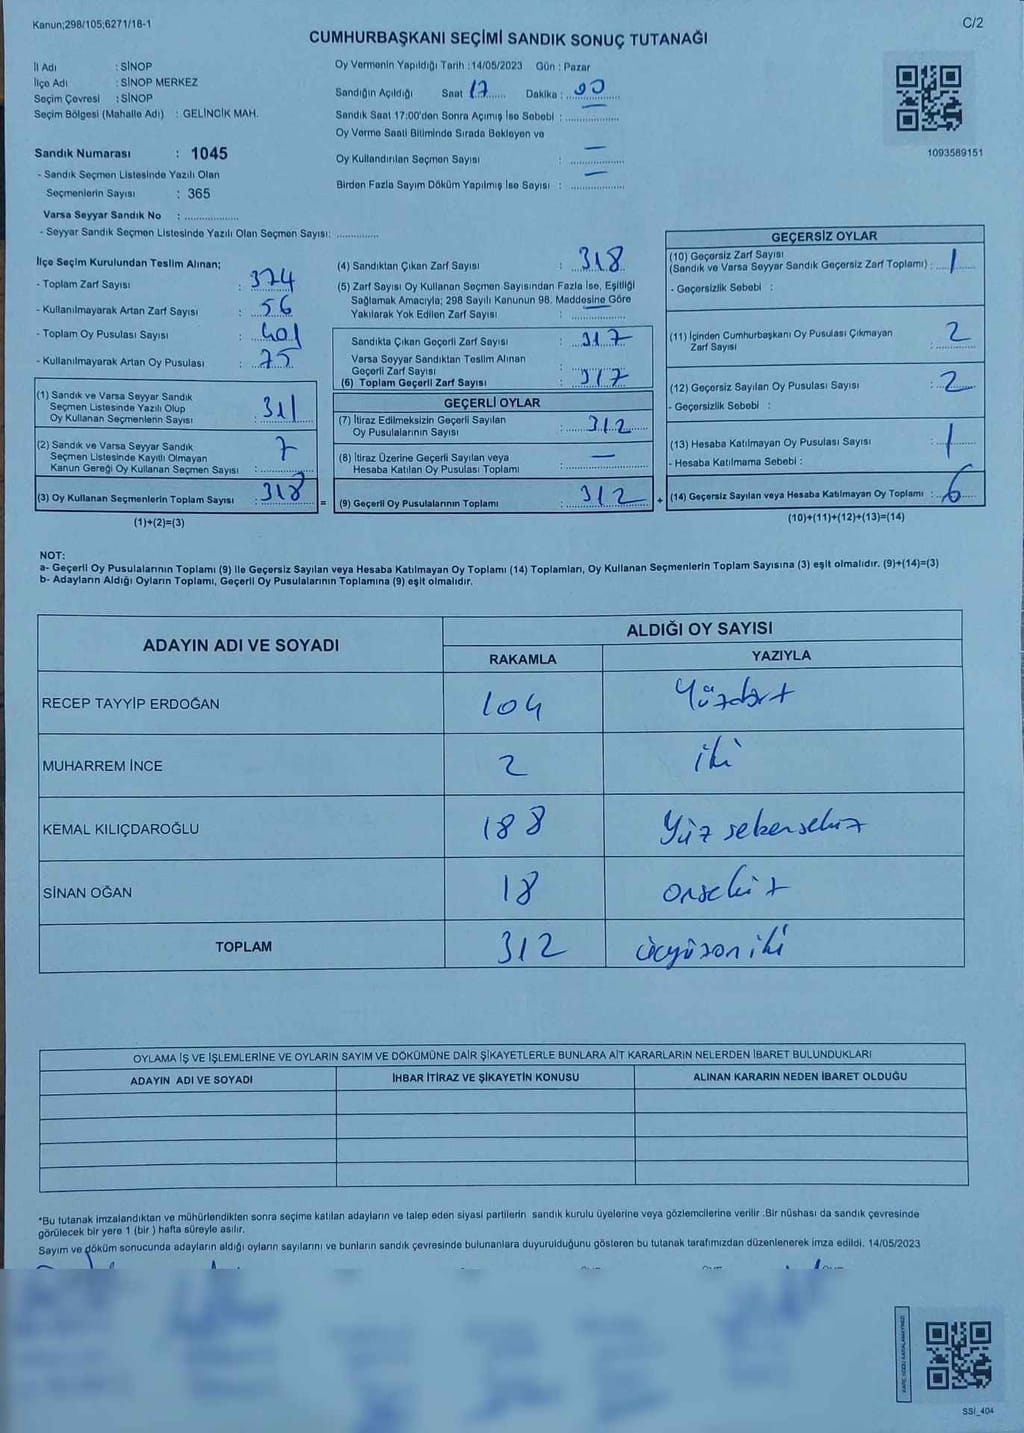 Kanun;298/105;6271/18-1
C/2
CUMHURBAŞKANI SEÇİMİ SANDIK SONUÇ TUTANAĞI
İl Adı : SİNOP
İlçe Adı : SİNOP MERKEZ
Seçim Çevresi : SİNOP
Seçim Bölgesi (Mahalle Adı) : GELİNCİK MAH.
Sandık Numarası : 1045
- Sandık Seçmen Listesinde Yazılı Olan
Seçmenlerin Sayısı : 365
Varsa Seyyar Sandık No : ..................
- Seyyar Sandık Seçmen Listesinde Yazılı Olan Seçmen Sayısı: ..............
Oy Vermenin Yapıldığı Tarih : 14/05/2023 Gün : Pazar
Sandığın Açıldığı Saat 17 Dakika : 00
Sandık Saat 17:00'den Sonra Açımış İse Sebebi : ..................
Oy Verme Saati Bitiminde Sırada Bekleyen ve
Oy Kullandırılan Seçmen Sayısı : —
Birden Fazla Sayım Döküm Yapılmış İse Sayısı : —
1093589151
İlçe Seçim Kurulundan Teslim Alınan;
- Toplam Zarf Sayısı : 374
- Kullanılmayarak Artan Zarf Sayısı : 56
- Toplam Oy Pusulası Sayısı : 401
- Kullanılmayarak Artan Oy Pusulası : 75
(1) Sandık ve Varsa Seyyar Sandık
Seçmen Listesinde Yazılı Olup
Oy Kullanan Seçmenlerin Sayısı : 311
(2) Sandık ve Varsa Seyyar Sandık
Seçmen Listesinde Kayıtlı Olmayan
Kanun Gereği Oy Kullanan Seçmen Sayısı : 7
(3) Oy Kullanan Seçmenlerin Toplam Sayısı : 318 =
(1)+(2)=(3)
(4) Sandıktan Çıkan Zarf Sayısı : 318
(5) Zarf Sayısı Oy Kullanan Seçmen Sayısından Fazla İse, Eşitliği
Sağlamak Amacıyla; 298 Sayılı Kanunun 98. Maddesine Göre
Yakılarak Yok Edilen Zarf Sayısı : —
Sandıkta Çıkan Geçerli Zarf Sayısı : 317
Varsa Seyyar Sandıktan Teslim Alınan
Geçerli Zarf Sayısı :
(6) Toplam Geçerli Zarf Sayısı : 317
GEÇERLİ OYLAR
(7) İtiraz Edilmeksizin Geçerli Sayılan
Oy Pusulalarının Sayısı : 312
(8) İtiraz Üzerine Geçerli Sayılan veya
Hesaba Katılan Oy Pusulası Toplamı : —
(9) Geçerli Oy Pusulalarının Toplamı : 312 +
GEÇERSİZ OYLAR
(10) Geçersiz Zarf Sayısı
(Sandık ve Varsa Seyyar Sandık Geçersiz Zarf Toplamı) : 1
- Geçersizlik Sebebi :
(11) İçinden Cumhurbaşkanı Oy Pusulası Çıkmayan
Zarf Sayısı : 2
(12) Geçersiz Sayılan Oy Pusulası Sayısı : 2
- Geçersizlik Sebebi :
(13) Hesaba Katılmayan Oy Pusulası Sayısı : 1
- Hesaba Katılmama Sebebi :
(14) Geçersiz Sayılan veya Hesaba Katılmayan Oy Toplamı : 6
(10)+(11)+(12)+(13)=(14)
NOT:
a- Geçerli Oy Pusulalarının Toplamı (9) ile Geçersiz Sayılan veya Hesaba Katılmayan Oy Toplamı (14) Toplamları, Oy Kullanan Seçmenlerin Toplam Sayısına (3) eşit olmalıdır. (9)+(14)=(3)
b- Adayların Aldığı Oyların Toplamı, Geçerli Oy Pusulalarının Toplamına (9) eşit olmalıdır.
ADAYIN ADI VE SOYADI
ALDIĞI OY SAYISI
RAKAMLA YAZIYLA
RECEP TAYYİP ERDOĞAN 104 Yüzdört
MUHARREM İNCE 2 iki
KEMAL KILIÇDAROĞLU 188 Yüz seksensekiz
SİNAN OĞAN 18 onsekiz
TOPLAM 312 üçyüzoniki
OYLAMA İŞ VE İŞLEMLERİNE VE OYLARIN SAYIM VE DÖKÜMÜNE DAİR ŞİKAYETLERLE BUNLARA AİT KARARLARIN NELERDEN İBARET BULUNDUKLARI
ADAYIN ADI VE SOYADI İHBAR İTİRAZ VE ŞİKAYETİN KONUSU ALINAN KARARIN NEDEN İBARET OLDUĞU
*Bu tutanak imzalandıktan ve mühürlendikten sonra seçime katılan adayların ve talep eden siyasi partilerin sandık kurulu üyelerine veya gözlemcilerine verilir .Bir nüshası da sandık çevresinde
görülecek bir yere 1 (bir ) hafta süreyle asılır.
Sayım ve döküm sonucunda adayların aldığı oyların sayılarını ve bunların sandık çevresinde bulunanlara duyurulduğunu gösteren bu tutanak tarafımızdan düzenlenerek imza edildi. 14/05/2023
SSİ_404